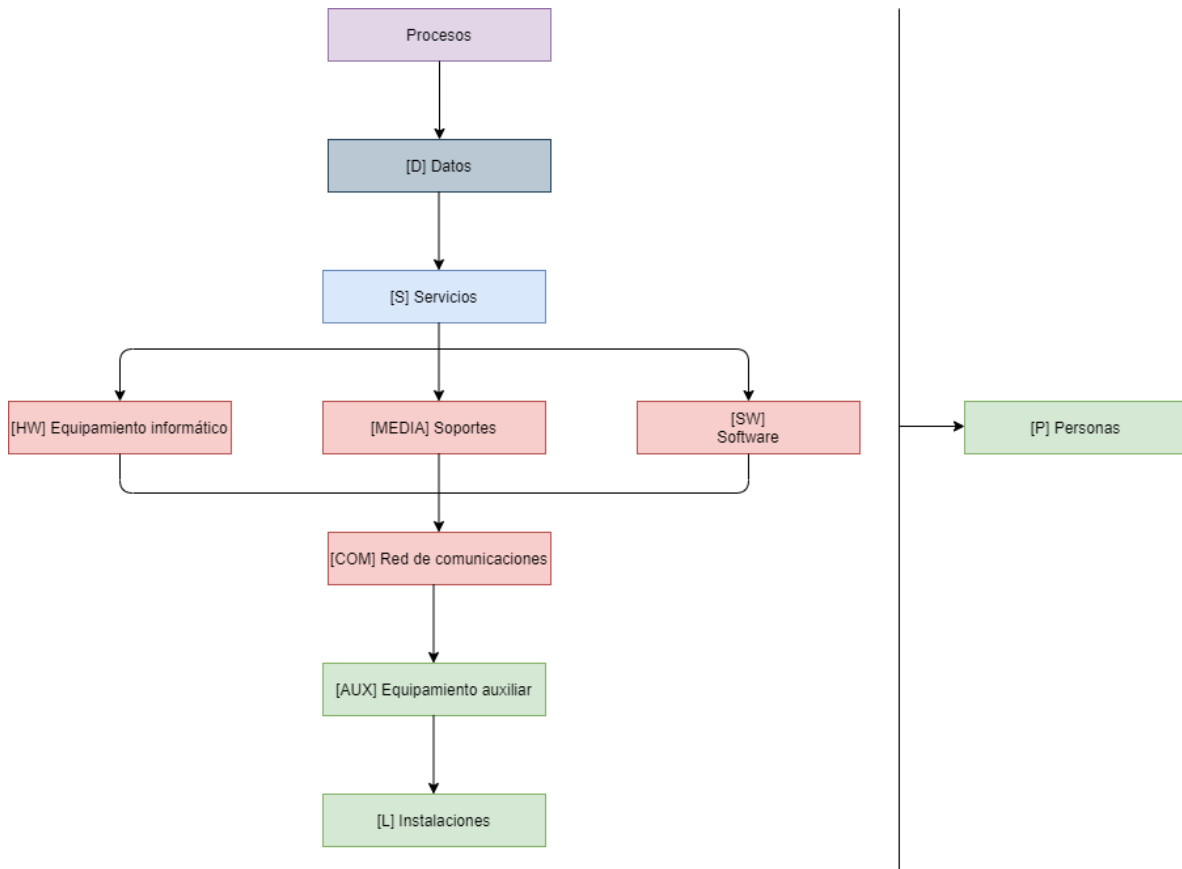 Procesos
[D] Datos
[S] Servicios
[HW] Equipamiento informático
[MEDIA] Soportes
[SW]
Software
[P] Personas
[COM] Red de comunicaciones
[AUX] Equipamiento auxiliar
[L] Instalaciones